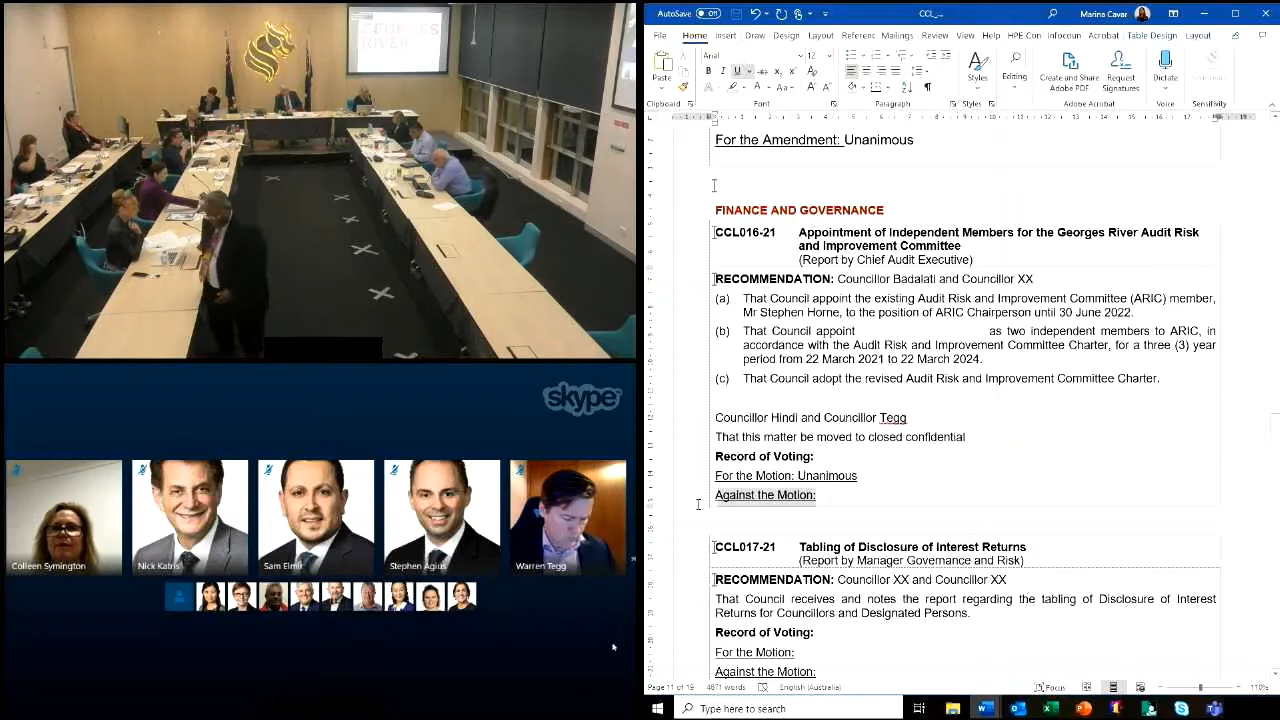 GEORGES
RIVER
skype
Colleen Symington
Nick Katris
Sam Elmir
Stephen Agius
Warren Tegg
AutoSave
Off
CCL...
Marina Cavar
File Home Insert Draw Design Layout Referenc Mailings Review View Help HPE Con Infocoun Acrobat Table Design Layout
Arial
12
Paste
Styles
Editing
Create and Share
Adobe PDF
Request
Signatures
Dictate
Sensitivity
Clipboard
Font
Paragraph
Styles
Adobe Acrobat
Voice
Sensitivity
For the Amendment: Unanimous
FINANCE AND GOVERNANCE
CCL016-21 Appointment of Independent Members for the Georges River Audit Risk
and Improvement Committee
(Report by Chief Audit Executive)
RECOMMENDATION: Councillor Badalati and Councillor XX
(a) That Council appoint the existing Audit Risk and Improvement Committee (ARIC) member,
Mr Stephen Horne, to the position of ARIC Chairperson until 30 June 2022.
(b) That Council appoint as two independent members to ARIC, in
accordance with the Audit Risk and Improvement Committee Charter, for a three (3) year
period from 22 March 2021 to 22 March 2024.
(c) That Council adopt the revised Audit Risk and Improvement Committee Charter.
Councillor Hindi and Councillor Tegg
That this matter be moved to closed confidential
Record of Voting:
For the Motion: Unanimous
Against the Motion:
CCL017-21 Tabling of Disclosure of Interest Returns
(Report by Manager Governance and Risk)
RECOMMENDATION: Councillor XX and Councillor XX
That Council receives and notes the report regarding the tabling of Disclosure of Interest
Returns for Councillors and Designated Persons.
Record of Voting:
For the Motion:
Against the Motion:
Page 11 of 19 4671 words English (Australia) Focus 110%
Type here to search